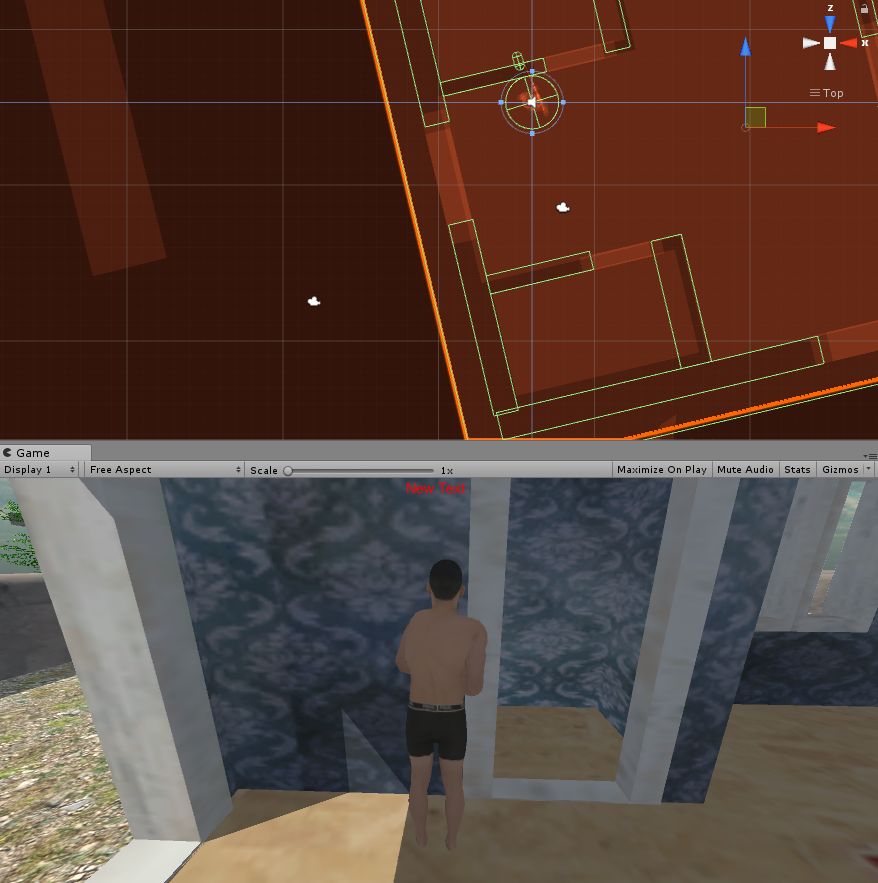 z
x
Top
Game
Display 1 Free Aspect Scale 1x Maximize On Play Mute Audio Stats Gizmos
New Text